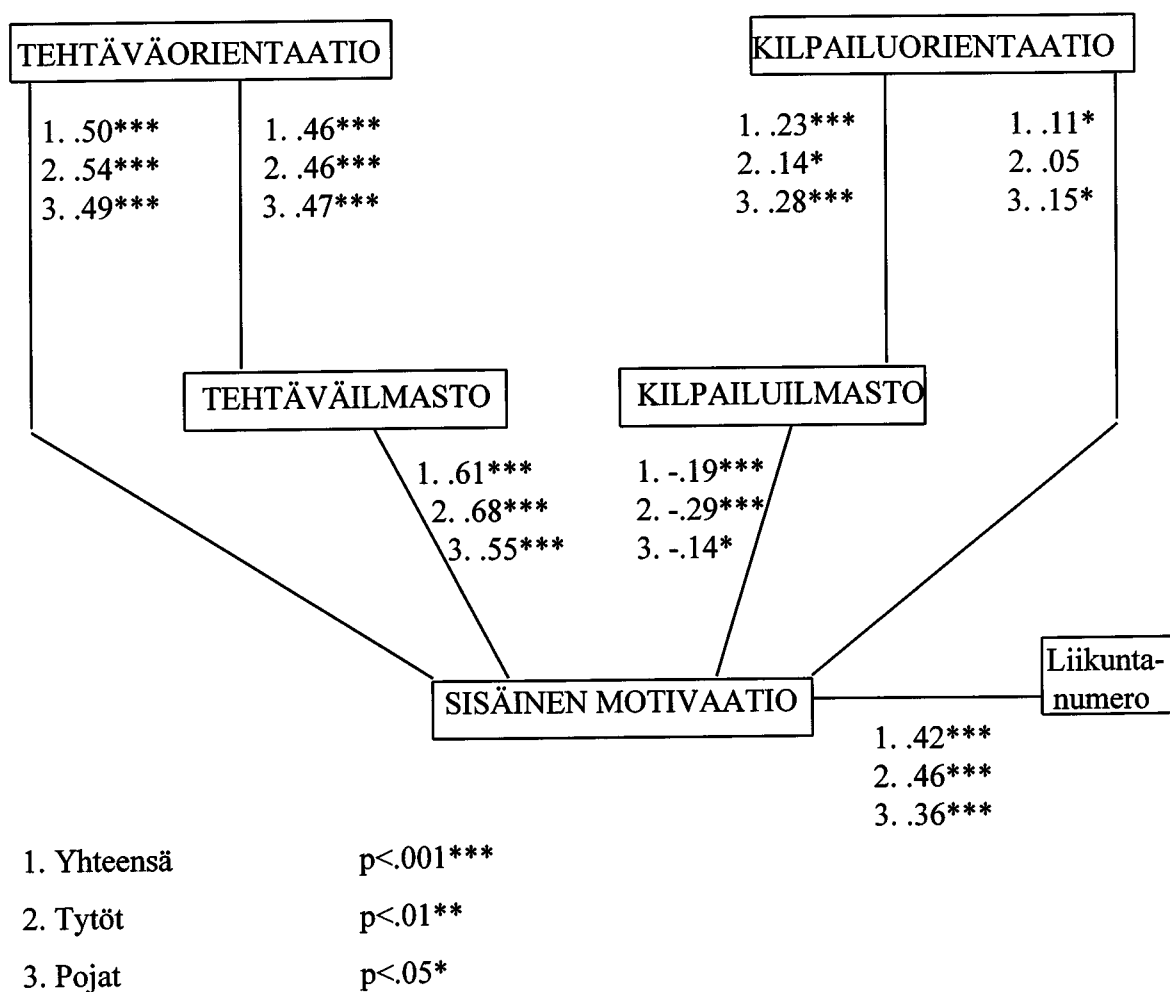 TEHTÄVÄORIENTAATIO
KILPAILUORIENTAATIO
1. .50***
2. .54***
3. .49***
1. .46***
2. .46***
3. .47***
1. .23***
2. .14*
3. .28***
1. .11*
2. .05
3. .15*
TEHTÄVÄILMASTO
KILPAILUILMASTO
1. .61***
2. .68***
3. .55***
1. -.19***
2. -.29***
3. -.14*
SISÄINEN MOTIVAATIO
Liikunta-
numero
1. .42***
2. .46***
3. .36***
1. Yhteensä p<.001***
2. Tytöt p<.01**
3. Pojat p<.05*